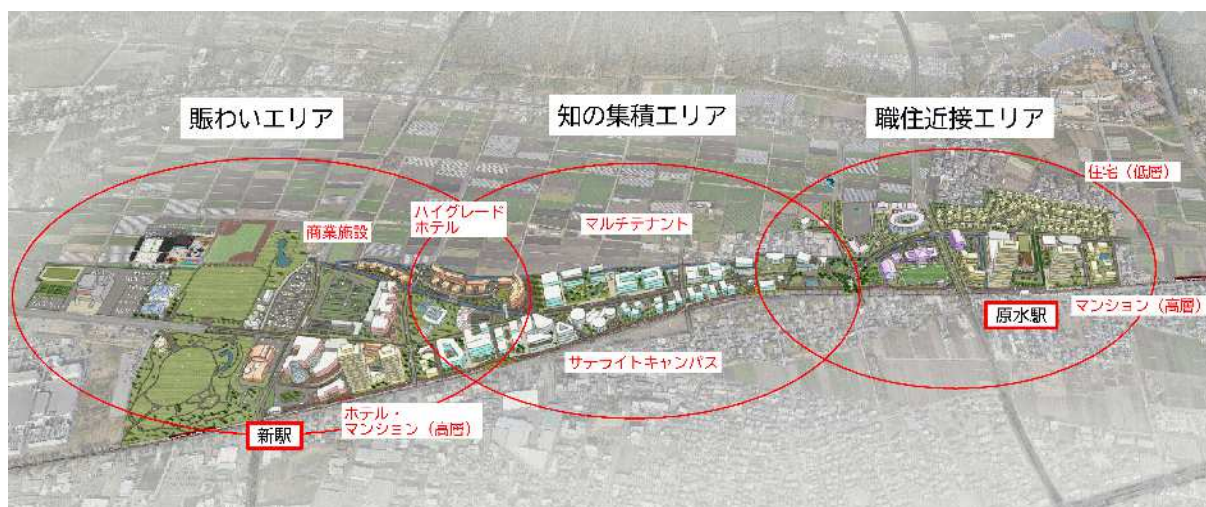 賑わいエリア
知の集積エリア
職住近接エリア
住宅（低層）
ハイグレード
ホテル
マルチテナント
商業施設
マンション（高層）
原水駅
サテライトキャンパス
ホテル・
マンション（高層）
新駅